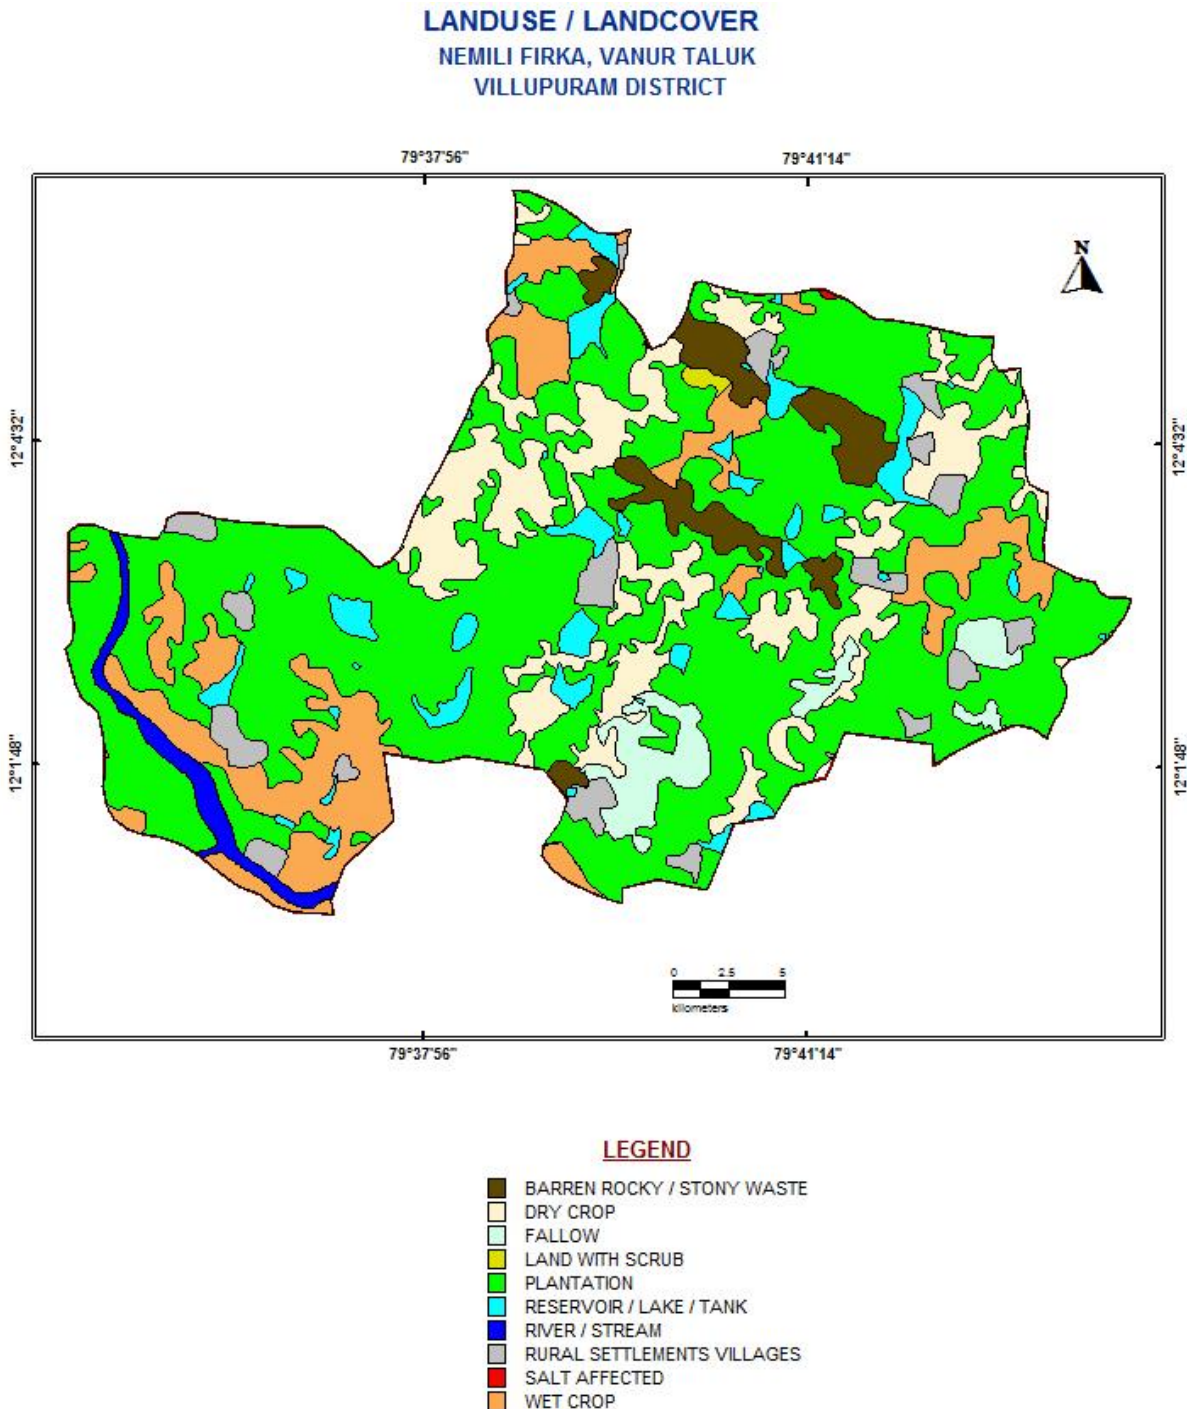 LANDUSE / LANDCOVER
NEMILI FIRKA, VANUR TALUK
VILLUPURAM DISTRICT
79°37'56" 79°41'14"
N
12°4'32" 12°4'32"
12°1'48" 12°1'48"
0 2.5 5
kilometers
79°37'56" 79°41'14"
LEGEND
BARREN ROCKY / STONY WASTE
DRY CROP
FALLOW
LAND WITH SCRUB
PLANTATION
RESERVOIR / LAKE / TANK
RIVER / STREAM
RURAL SETTLEMENTS VILLAGES
SALT AFFECTED
WET CROP